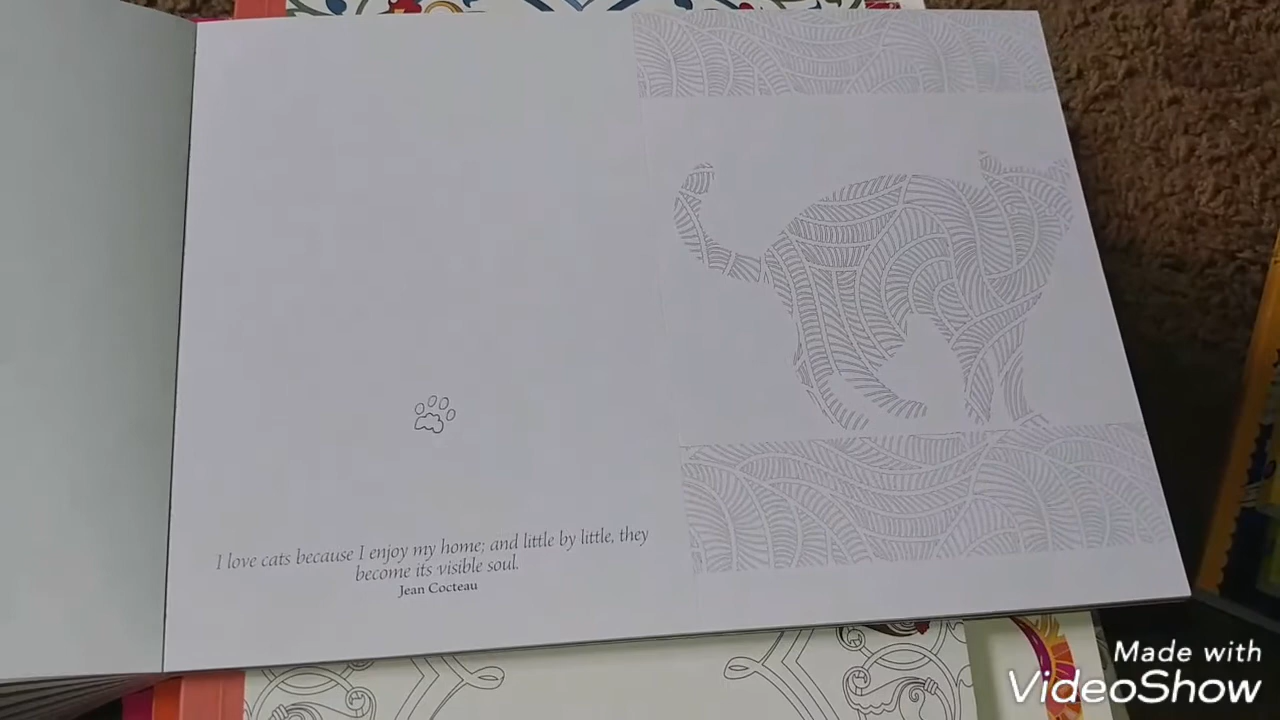 I love cats because I enjoy my home; and little by little, they
become its visible soul.
Jean Cocteau
Made with
VideoShow